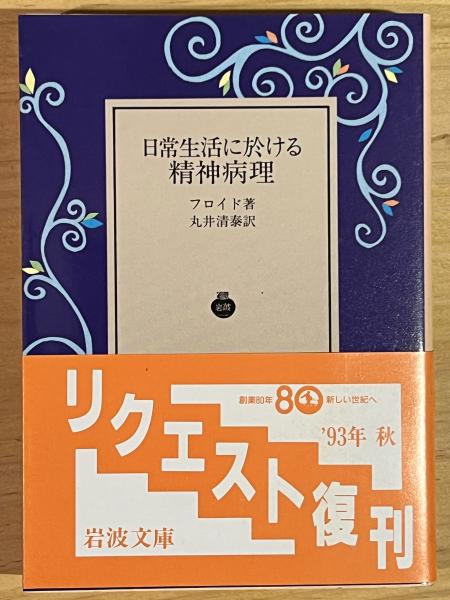 日常生活に於ける
精神病理
フロイド著
丸井清泰訳
岩波
創業80年 80 新しい世紀へ
'93年 秋
リクエスト復刊
岩波文庫